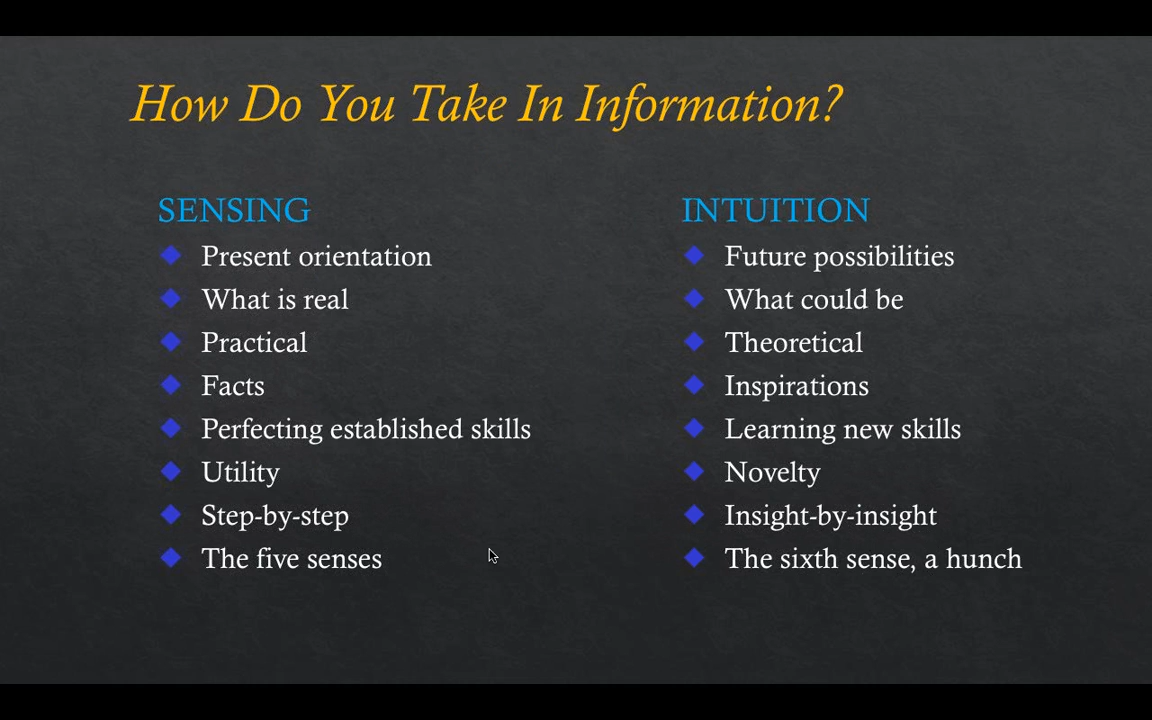 How Do You Take In Information?
SENSING
Present orientation
What is real
Practical
Facts
Perfecting established skills
Utility
Step-by-step
The five senses
INTUITION
Future possibilities
What could be
Theoretical
Inspirations
Learning new skills
Novelty
Insight-by-insight
The sixth sense, a hunch